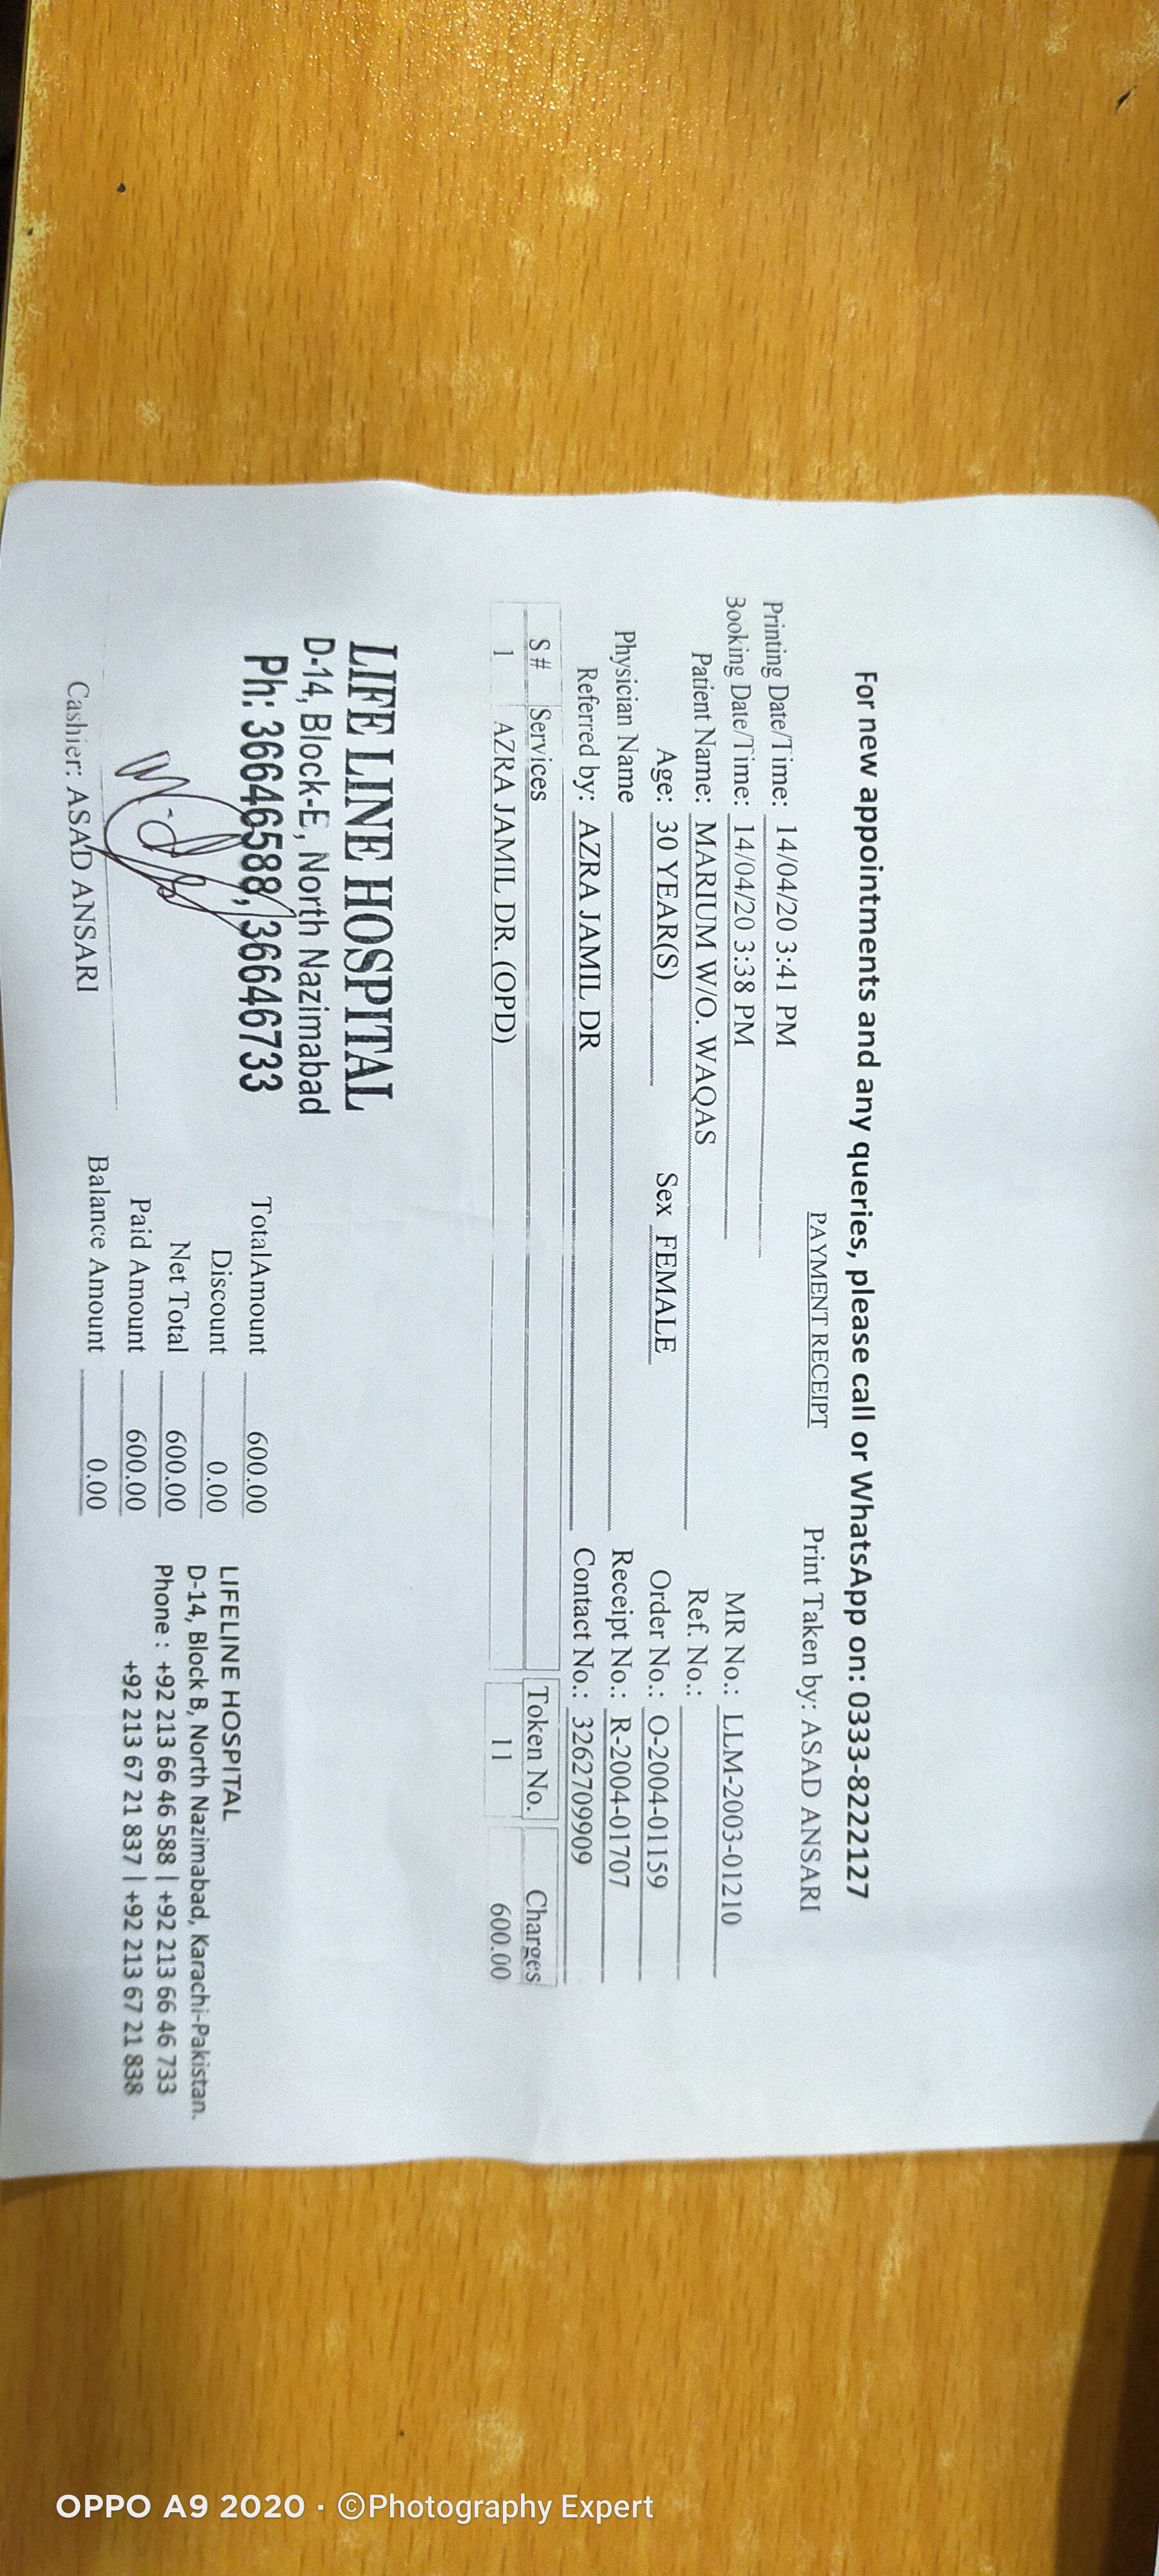 For new appointments and any queries, please call or WhatsApp on: 0333-8222127
PAYMENT RECEIPT
Print Taken by: ASAD ANSARI
Printing Date/Time: 14/04/20 3:41 PM
Booking Date/Time: 14/04/20 3:38 PM MR No.: LLM-2003-01210
Patient Name: MARIUM W/O. WAQAS Ref. No.:
Age: 30 YEAR(S) Sex FEMALE Order No.: O-2004-01159
Physician Name Receipt No.: R-2004-01707
Referred by: AZRA JAMIL DR Contact No.: 3262709909
S # Services Token No. Charges
1 AZRA JAMIL DR. (OPD) 11 600.00
LIFE LINE HOSPITAL
D-14, Block-E, North Nazimabad
Ph: 36646588, 36646733
Cashier: ASAD ANSARI
TotalAmount 600.00
Discount 0.00
Net Total 600.00
Paid Amount 600.00
Balance Amount 0.00
LIFELINE HOSPITAL
D-14, Block B, North Nazimabad, Karachi-Pakistan.
Phone : +92 213 66 46 588 | +92 213 66 46 733
+92 213 67 21 837 | +92 213 67 21 838
OPPO A9 2020 · ©Photography Expert